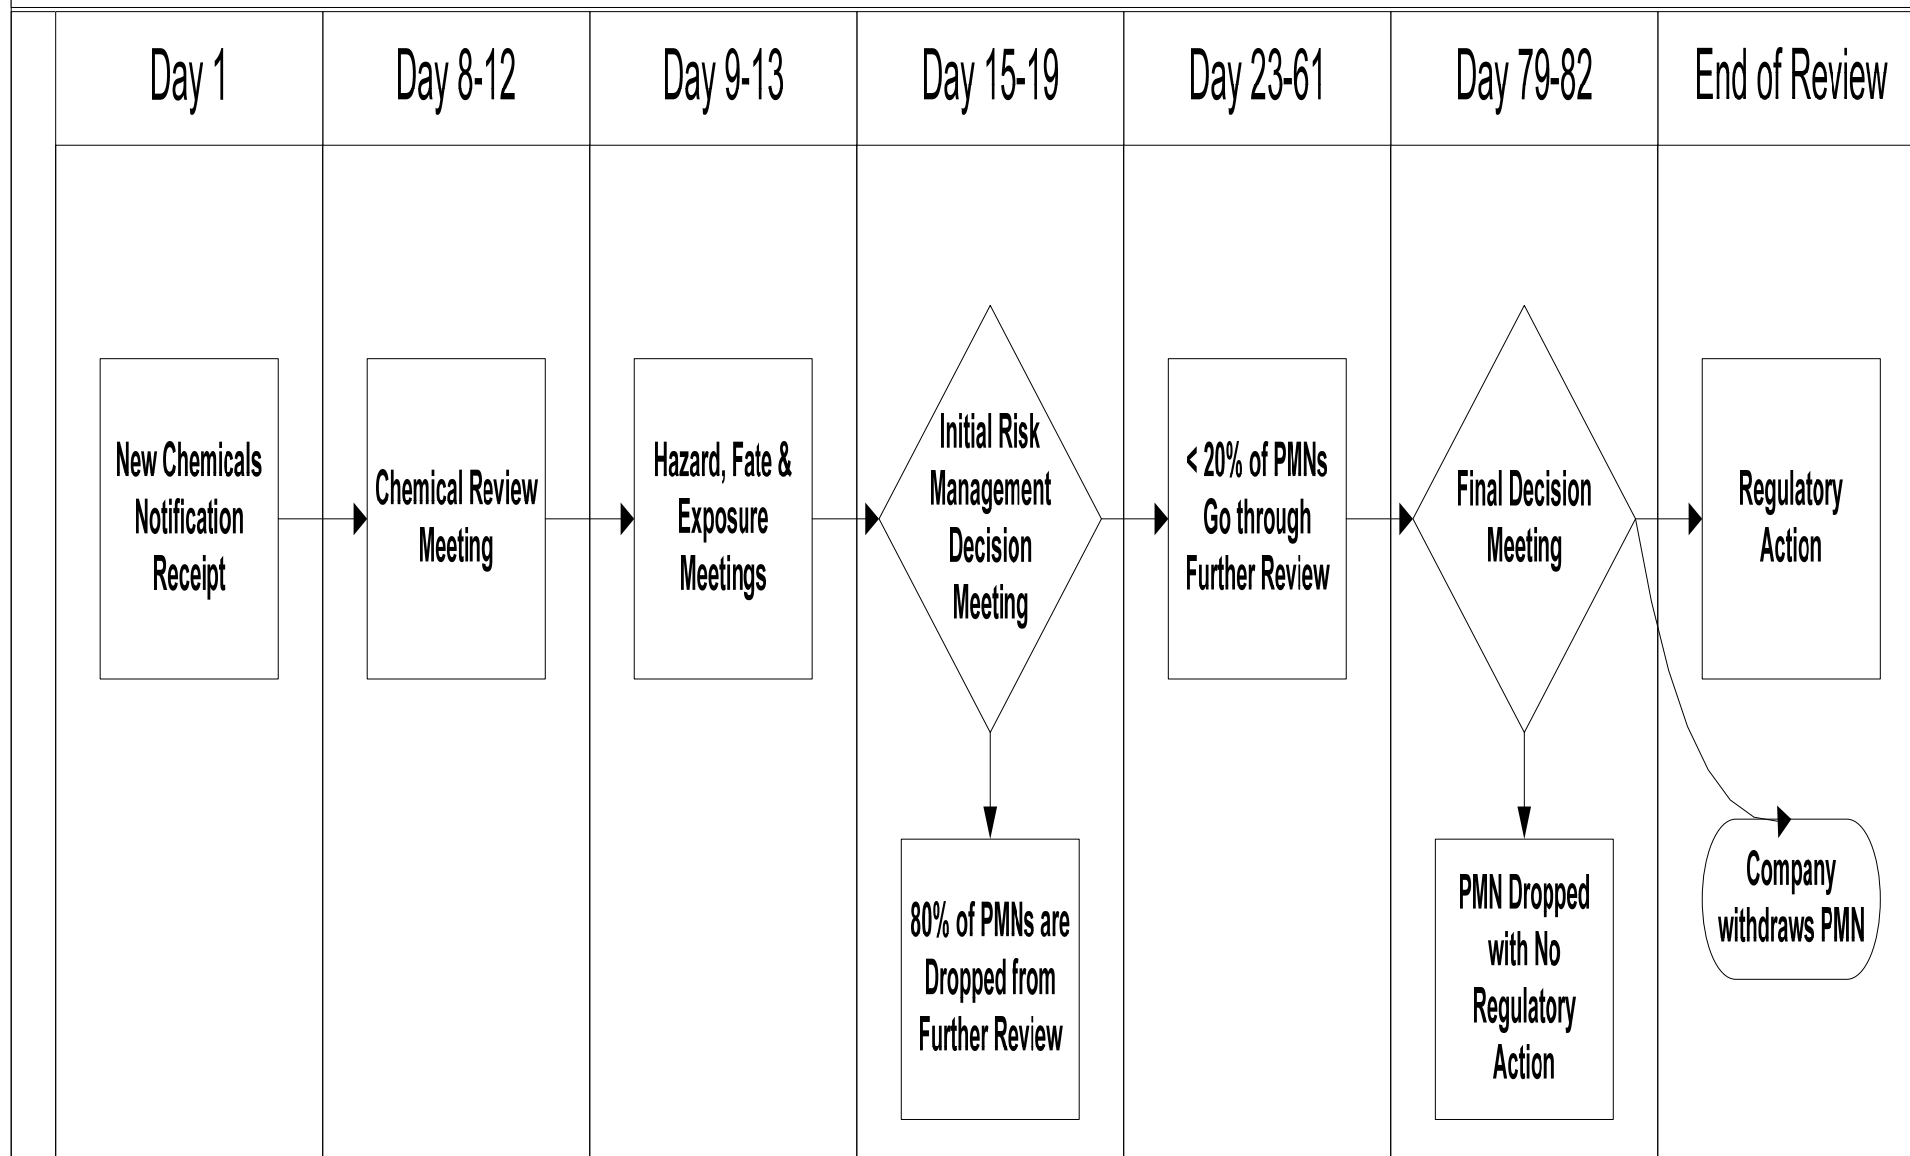 Day 1
Day 8-12
Day 9-13
Day 15-19
Day 23-61
Day 79-82
End of Review
New Chemicals
Notification
Receipt
Chemical Review
Meeting
Hazard, Fate &
Exposure
Meetings
Initial Risk
Management
Decision
Meeting
< 20% of PMNs
Go through
Further Review
Final Decision
Meeting
Regulatory
Action
80% of PMNs are
Dropped from
Further Review
PMN Dropped
with No
Regulatory
Action
Company
withdraws PMN